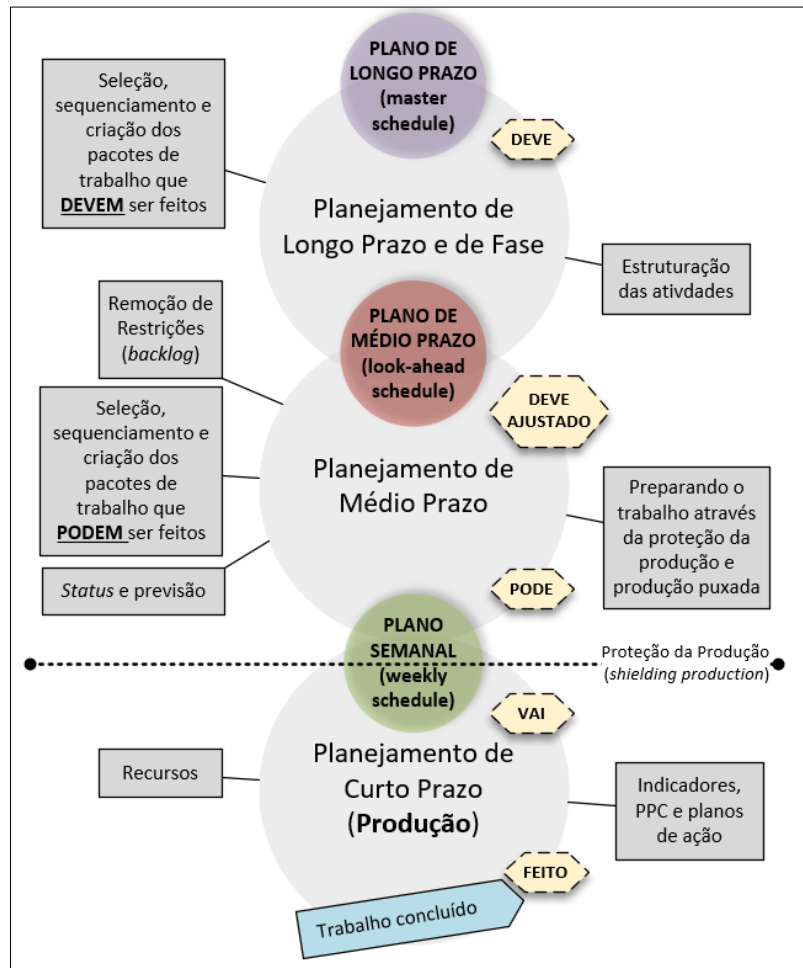 PLANO DE
LONGO PRAZO
(master
schedule)
Seleção,
sequenciamento e
criação dos
pacotes de
trabalho que
DEVEM ser feitos
DEVE
Planejamento de
Longo Prazo e de Fase
Estruturação
das ativdades
Remoção de
Restrições
(backlog)
PLANO DE
MÉDIO PRAZO
(look-ahead
schedule)
DEVE
AJUSTADO
Seleção,
sequenciamento e
criação dos
pacotes de
trabalho que
PODEM ser feitos
Planejamento de
Médio Prazo
Preparando o
trabalho através
da proteção da
produção e
produção puxada
Status e previsão
PODE
PLANO
SEMANAL
(weekly
schedule)
Proteção da Produção
(shielding production)
VAI
Planejamento de
Curto Prazo
(Produção)
Recursos
Indicadores,
PPC e planos
de ação
FEITO
Trabalho concluído